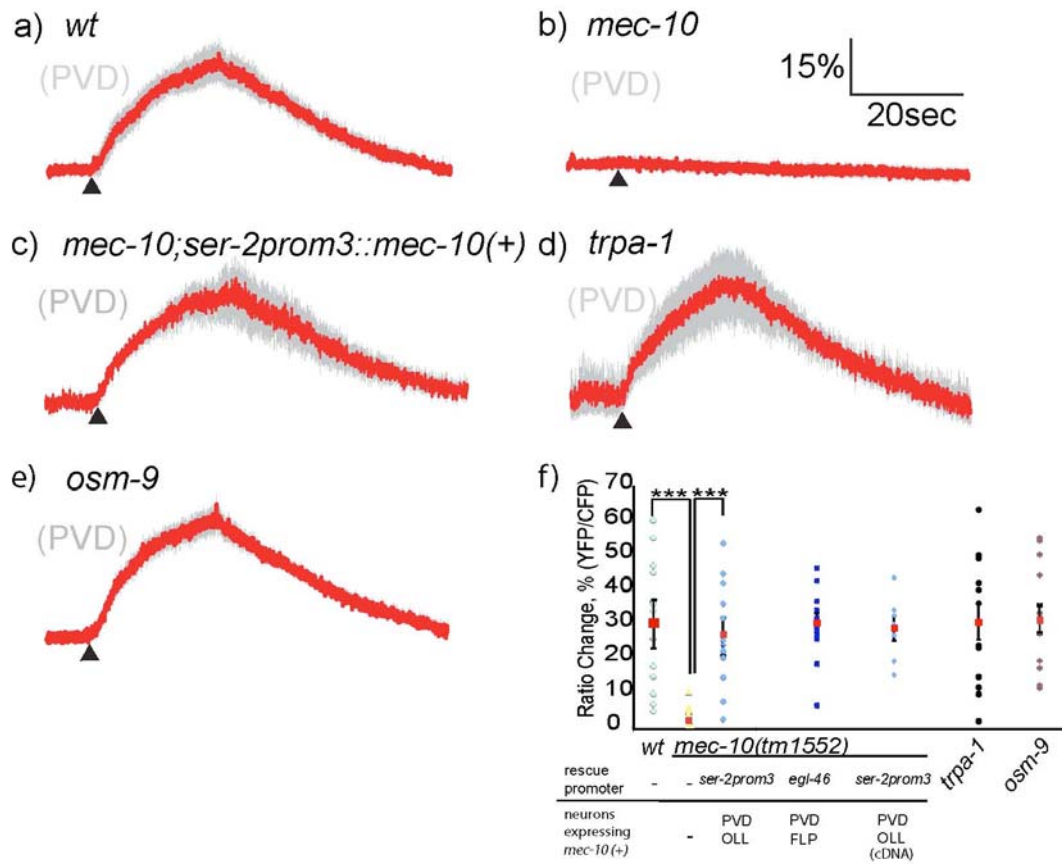 a) wt
(PVD)
b) mec-10
(PVD)
15%
20sec
c) mec-10;ser-2prom3::mec-10(+)
(PVD)
d) trpa-1
(PVD)
e) osm-9
(PVD)
f)
Ratio Change, % (YFP/CFP)
70
60
50
40
30
20
10
0
*** ***
wt mec-10(tm1552) trpa-1 osm-9
rescue promoter - - ser-2prom3 egl-46 ser-2prom3
neurons expressing mec-10(+) - PVD OLL PVD FLP PVD OLL (cDNA)